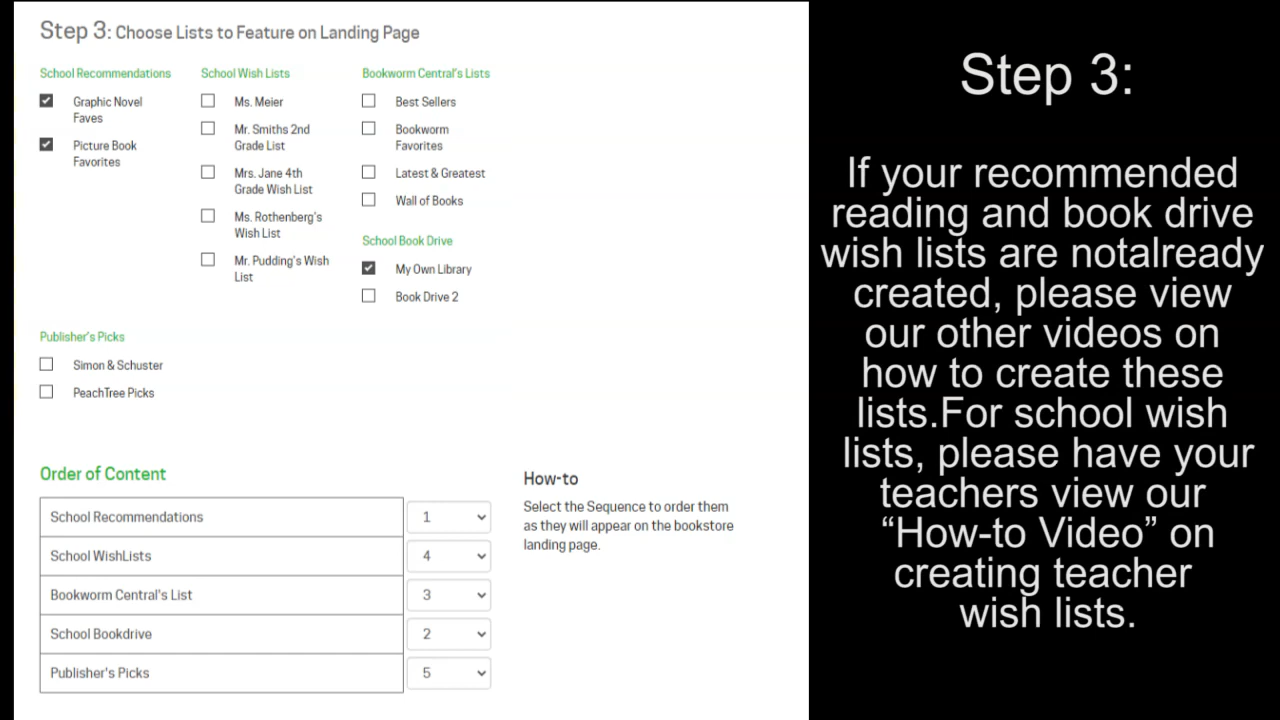 Step 3: Choose Lists to Feature on Landing Page
School Recommendations
Graphic Novel
Faves
Picture Book
Favorites
School Wish Lists
Ms. Meier
Mr. Smiths 2nd
Grade List
Mrs. Jane 4th
Grade Wish List
Ms. Rothenberg's
Wish List
Mr. Pudding's Wish
List
Bookworm Central's Lists
Best Sellers
Bookworm
Favorites
Latest & Greatest
Wall of Books
School Book Drive
My Own Library
Book Drive 2
Publisher's Picks
Simon & Schuster
PeachTree Picks
Order of Content
School Recommendations 1
School WishLists 4
Bookworm Central's List 3
School Bookdrive 2
Publisher's Picks 5
How-to
Select the Sequence to order them
as they will appear on the bookstore
landing page.
Step 3:
If your recommended
reading and book drive
wish lists are notalready
created, please view
our other videos on
how to create these
lists.For school wish
lists, please have your
teachers view our
“How-to Video” on
creating teacher
wish lists.